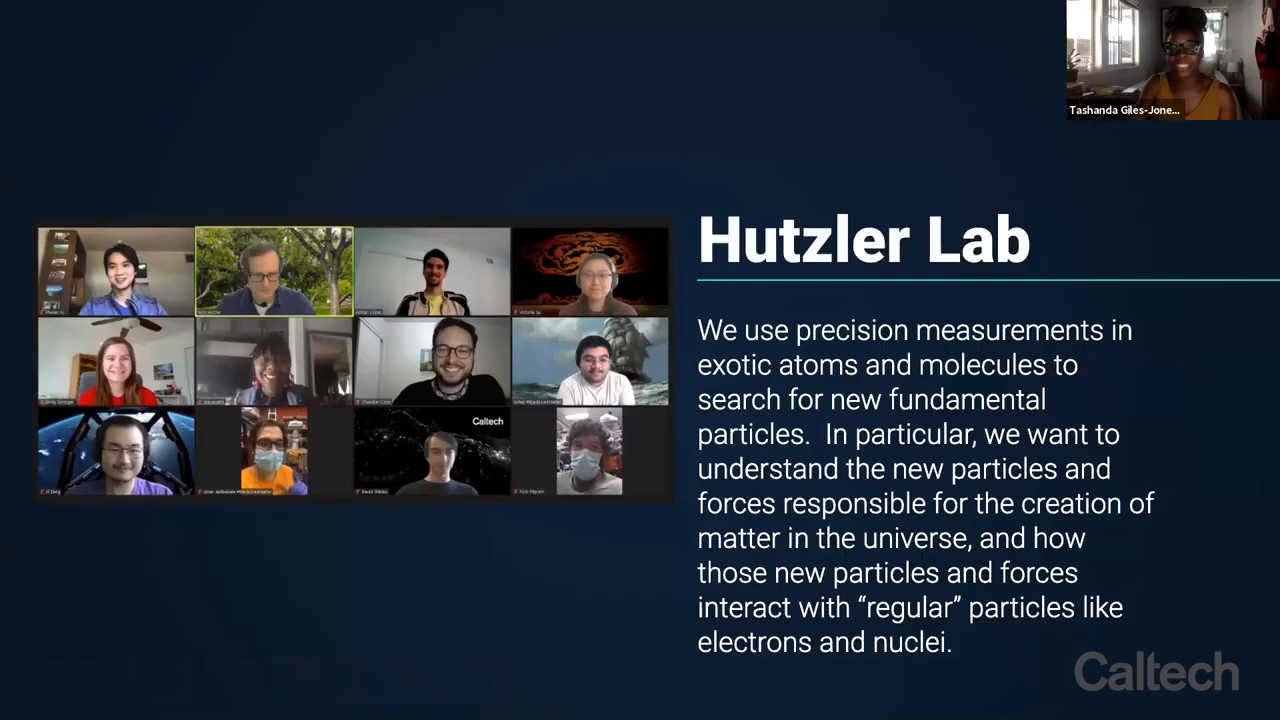 Tashanda Giles-Jone...
Hutzler Lab
We use precision measurements in
exotic atoms and molecules to
search for new fundamental
particles.  In particular, we want to
understand the new particles and
forces responsible for the creation of
matter in the universe, and how
those new particles and forces
interact with “regular” particles like
electrons and nuclei.
Caltech
Caltech